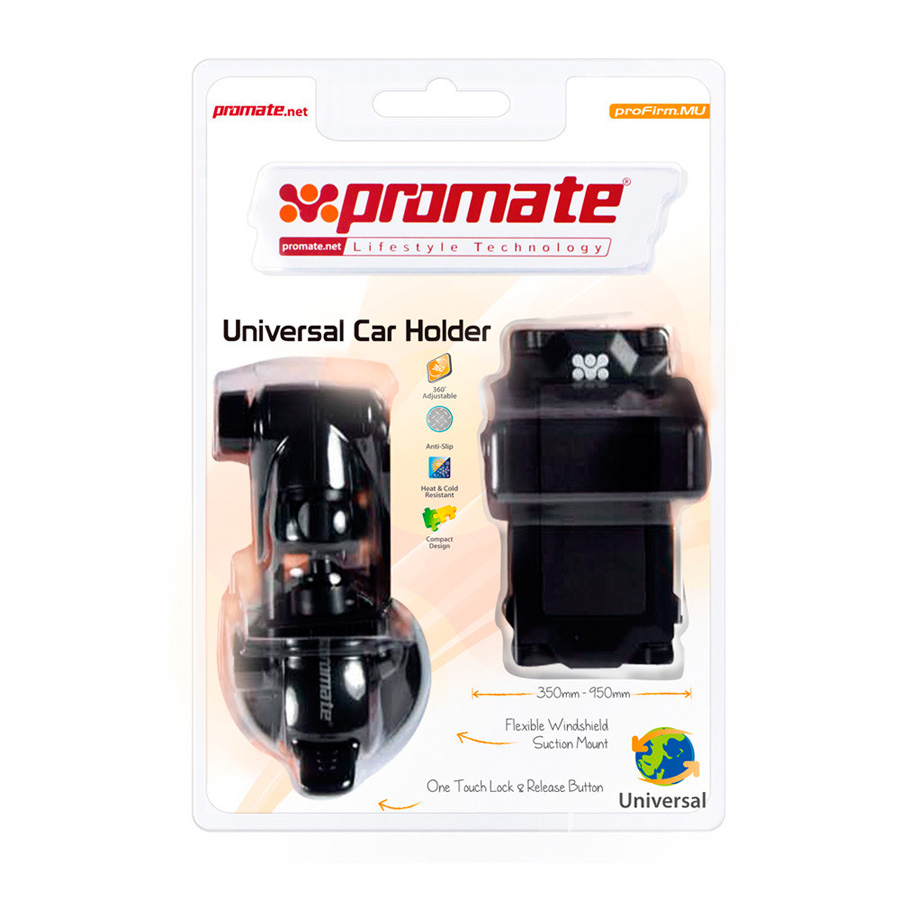 promate.net
proFirm.MU
promate®
promate.net Lifestyle Technology
Universal Car Holder
360°
Adjustable
Anti-Slip
Heat & Cold
Resistant
Compact
Design
promate
350mm - 950mm
Flexible Windshield
Suction Mount
One Touch Lock & Release Button
Universal